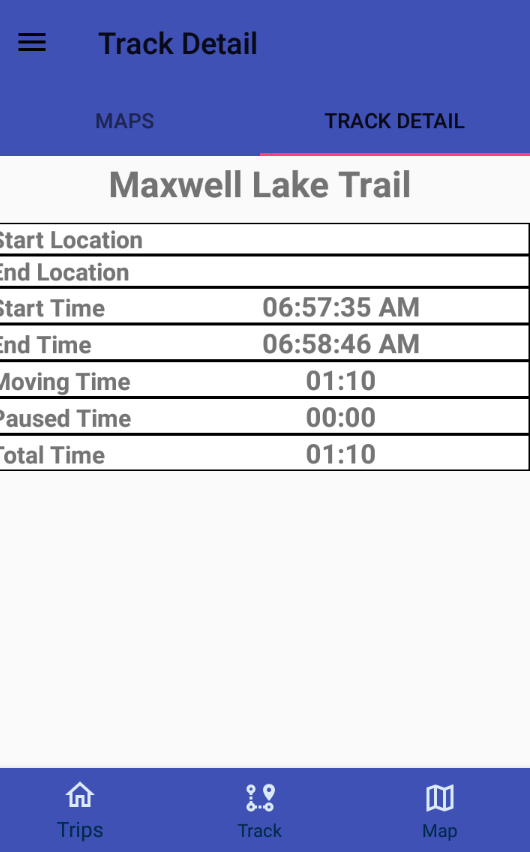 Track Detail
MAPS TRACK DETAIL
Maxwell Lake Trail
Start Location
End Location
Start Time 06:57:35 AM
End Time 06:58:46 AM
Moving Time 01:10
Paused Time 00:00
Total Time 01:10
Trips Track Map